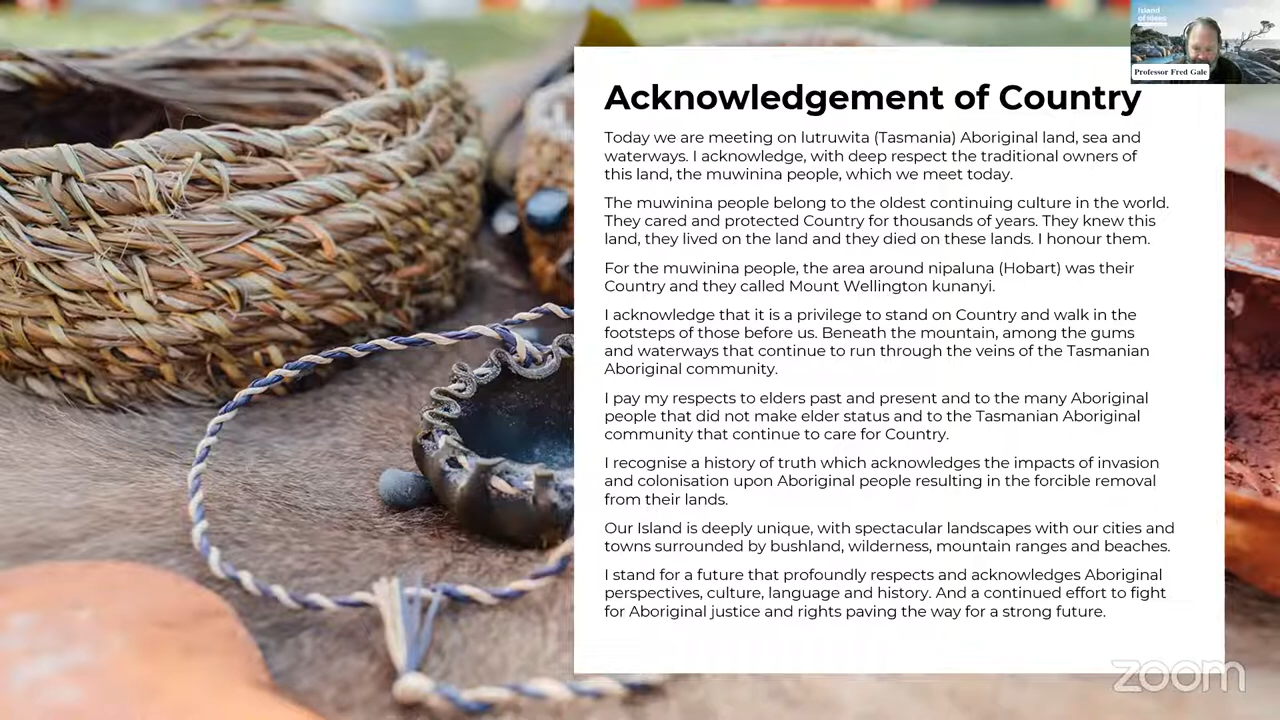 Island
of Ideas
Professor Fred Gale
Acknowledgement of Country
Today we are meeting on lutruwita (Tasmania) Aboriginal land, sea and
waterways. I acknowledge, with deep respect the traditional owners of
this land, the muwinina people, which we meet today.
The muwinina people belong to the oldest continuing culture in the world.
They cared and protected Country for thousands of years. They knew this
land, they lived on the land and they died on these lands. I honour them.
For the muwinina people, the area around nipaluna (Hobart) was their
Country and they called Mount Wellington kunanyi.
I acknowledge that it is a privilege to stand on Country and walk in the
footsteps of those before us. Beneath the mountain, among the gums
and waterways that continue to run through the veins of the Tasmanian
Aboriginal community.
I pay my respects to elders past and present and to the many Aboriginal
people that did not make elder status and to the Tasmanian Aboriginal
community that continue to care for Country.
I recognise a history of truth which acknowledges the impacts of invasion
and colonisation upon Aboriginal people resulting in the forcible removal
from their lands.
Our Island is deeply unique, with spectacular landscapes with our cities and
towns surrounded by bushland, wilderness, mountain ranges and beaches.
I stand for a future that profoundly respects and acknowledges Aboriginal
perspectives, culture, language and history. And a continued effort to fight
for Aboriginal justice and rights paving the way for a strong future.
zoom